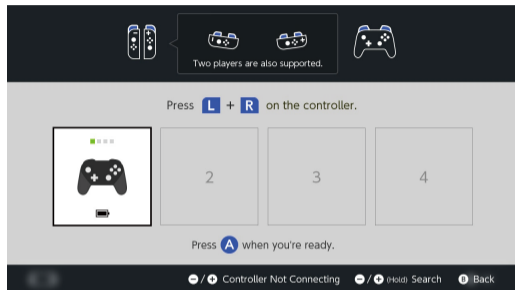 Two players are also supported.
Press L + R on the controller.
2
3
4
Press A when you're ready.
−/+ Controller Not Connecting −/+ (Hold) Search B Back